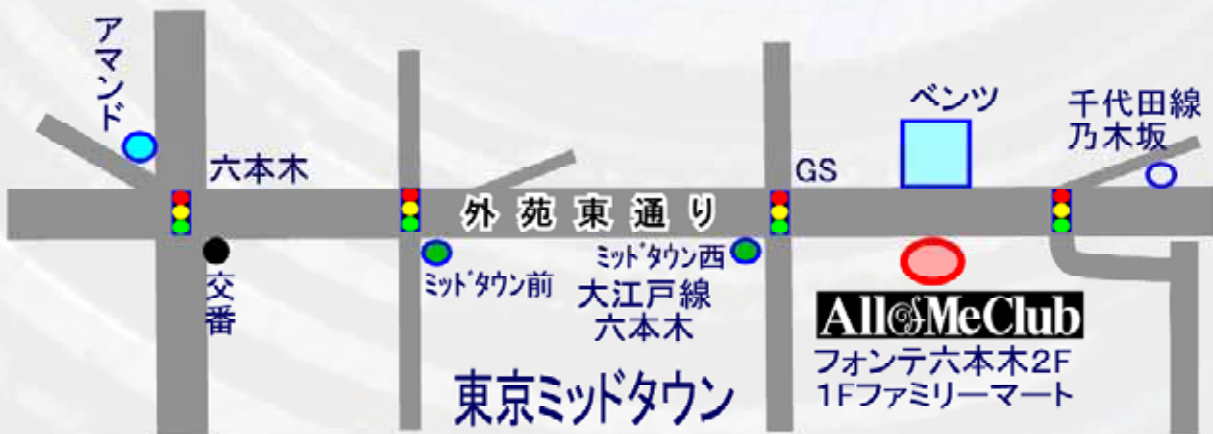 アマンド
六本木
外苑東通り
GS
ベンツ
千代田線
乃木坂
交番
ミッドタウン前
ミッドタウン西
大江戸線
六本木
東京ミッドタウン
All of Me Club
フォンテ六本木2F
1Fファミリーマート